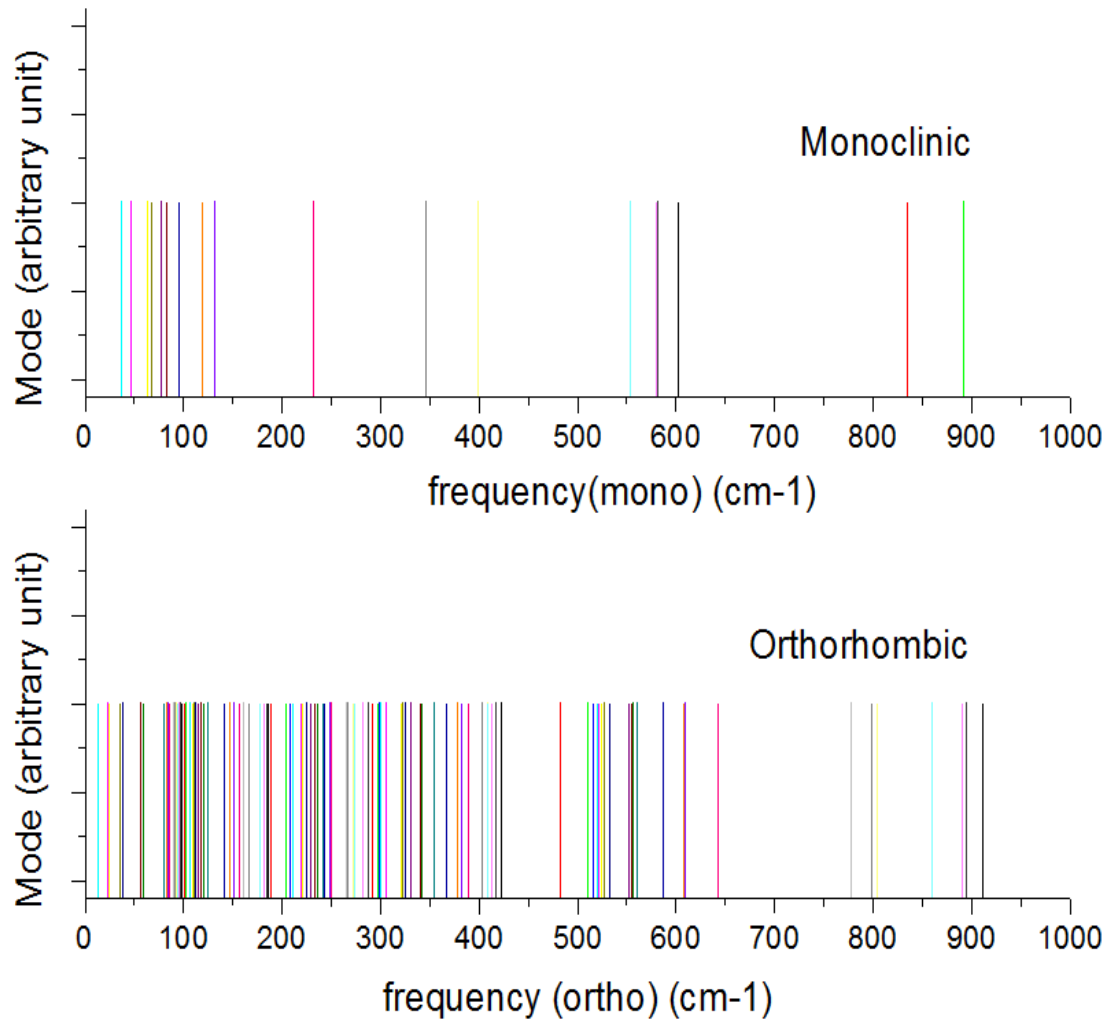 Mode (arbitrary unit)
Monoclinic
0 100 200 300 400 500 600 700 800 900 1000
frequency(mono) (cm-1)
Mode (arbitrary unit)
Orthorhombic
0 100 200 300 400 500 600 700 800 900 1000
frequency (ortho) (cm-1)